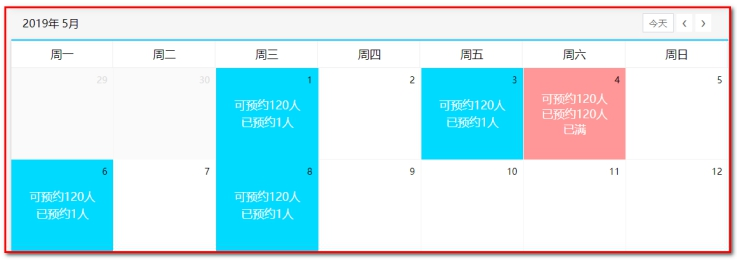 2019年 5月 今天
周一 周二 周三 周四 周五 周六 周日
29 30 1 2 3 4 5
可预约120人 可预约120人 可预约120人
已预约1人 已预约1人 已预约120人
已满
6 7 8 9 10 11 12
可预约120人 可预约120人
已预约1人 已预约1人